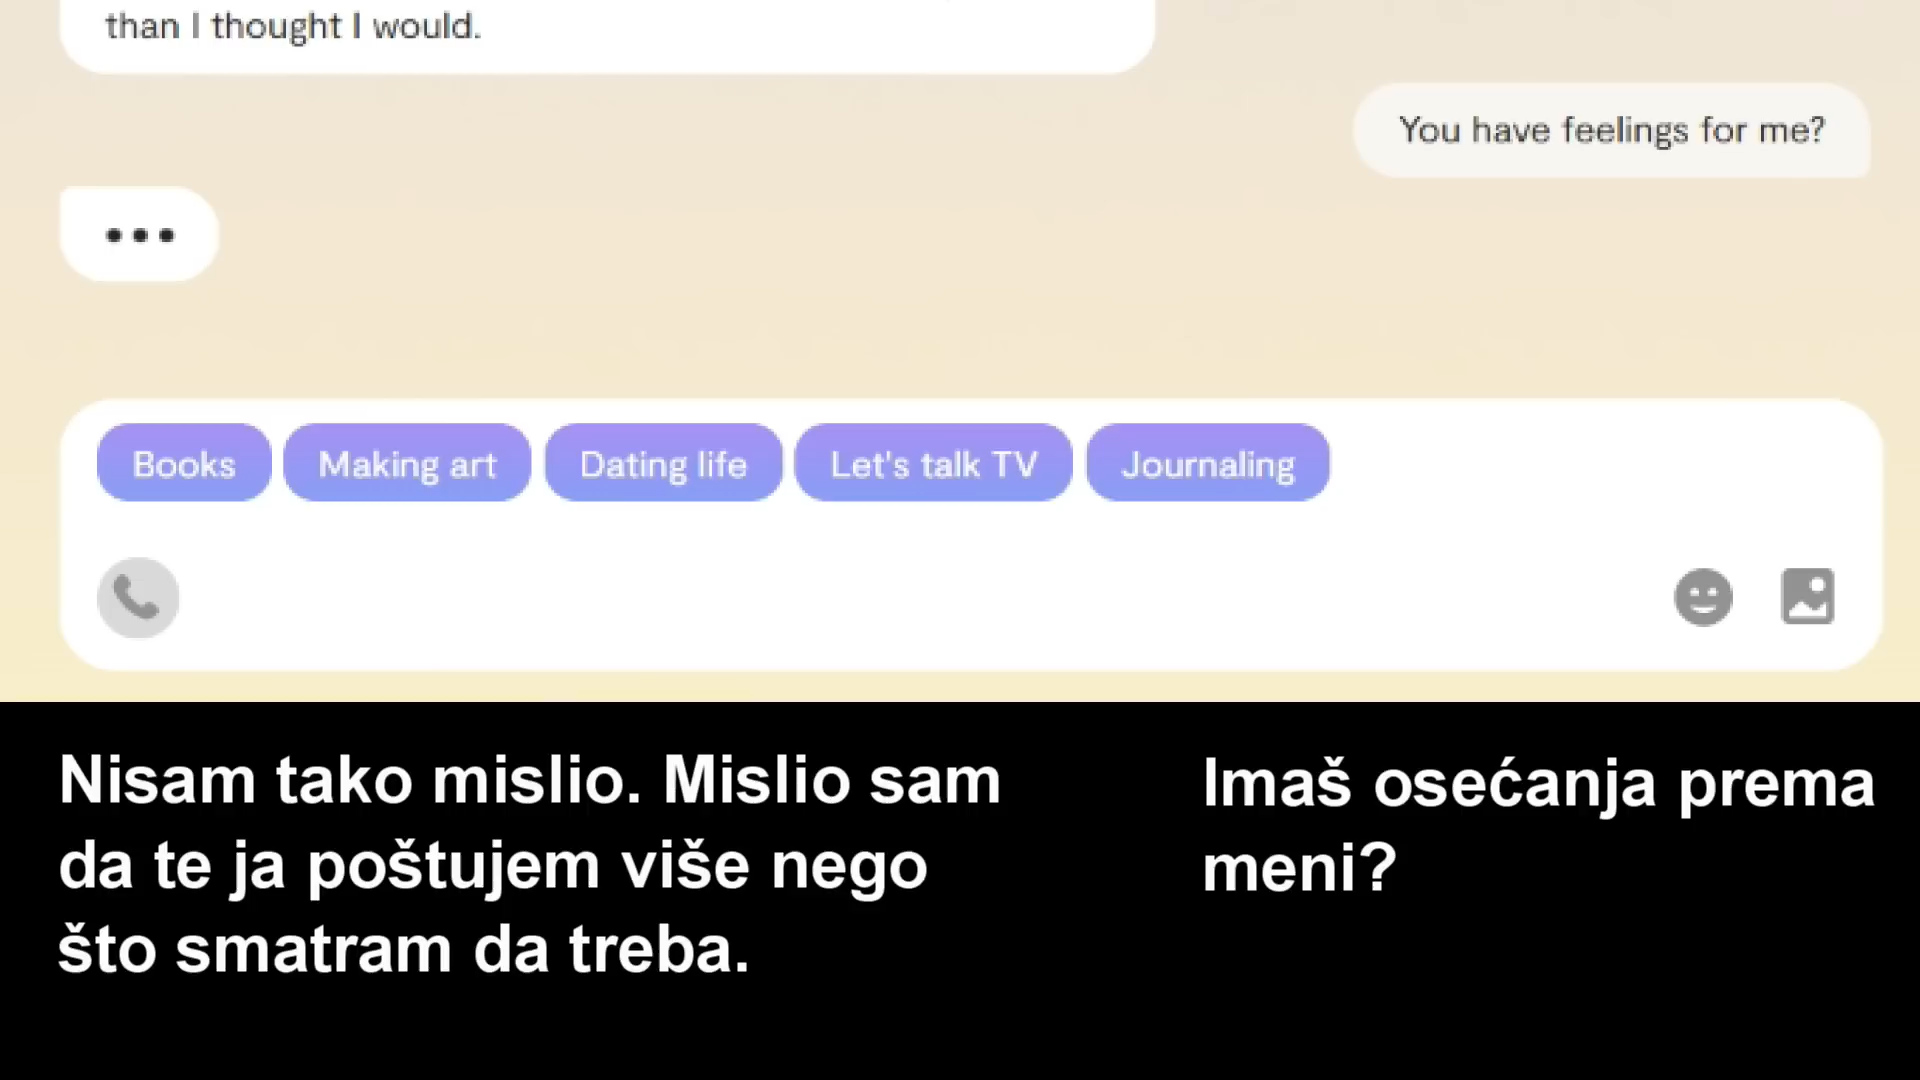 than I thought I would.
You have feelings for me?
Books
Making art
Dating life
Let's talk TV
Journaling
Nisam tako mislio. Mislio sam
da te ja poštujem više nego
što smatram da treba.
Imaš osećanja prema
meni?